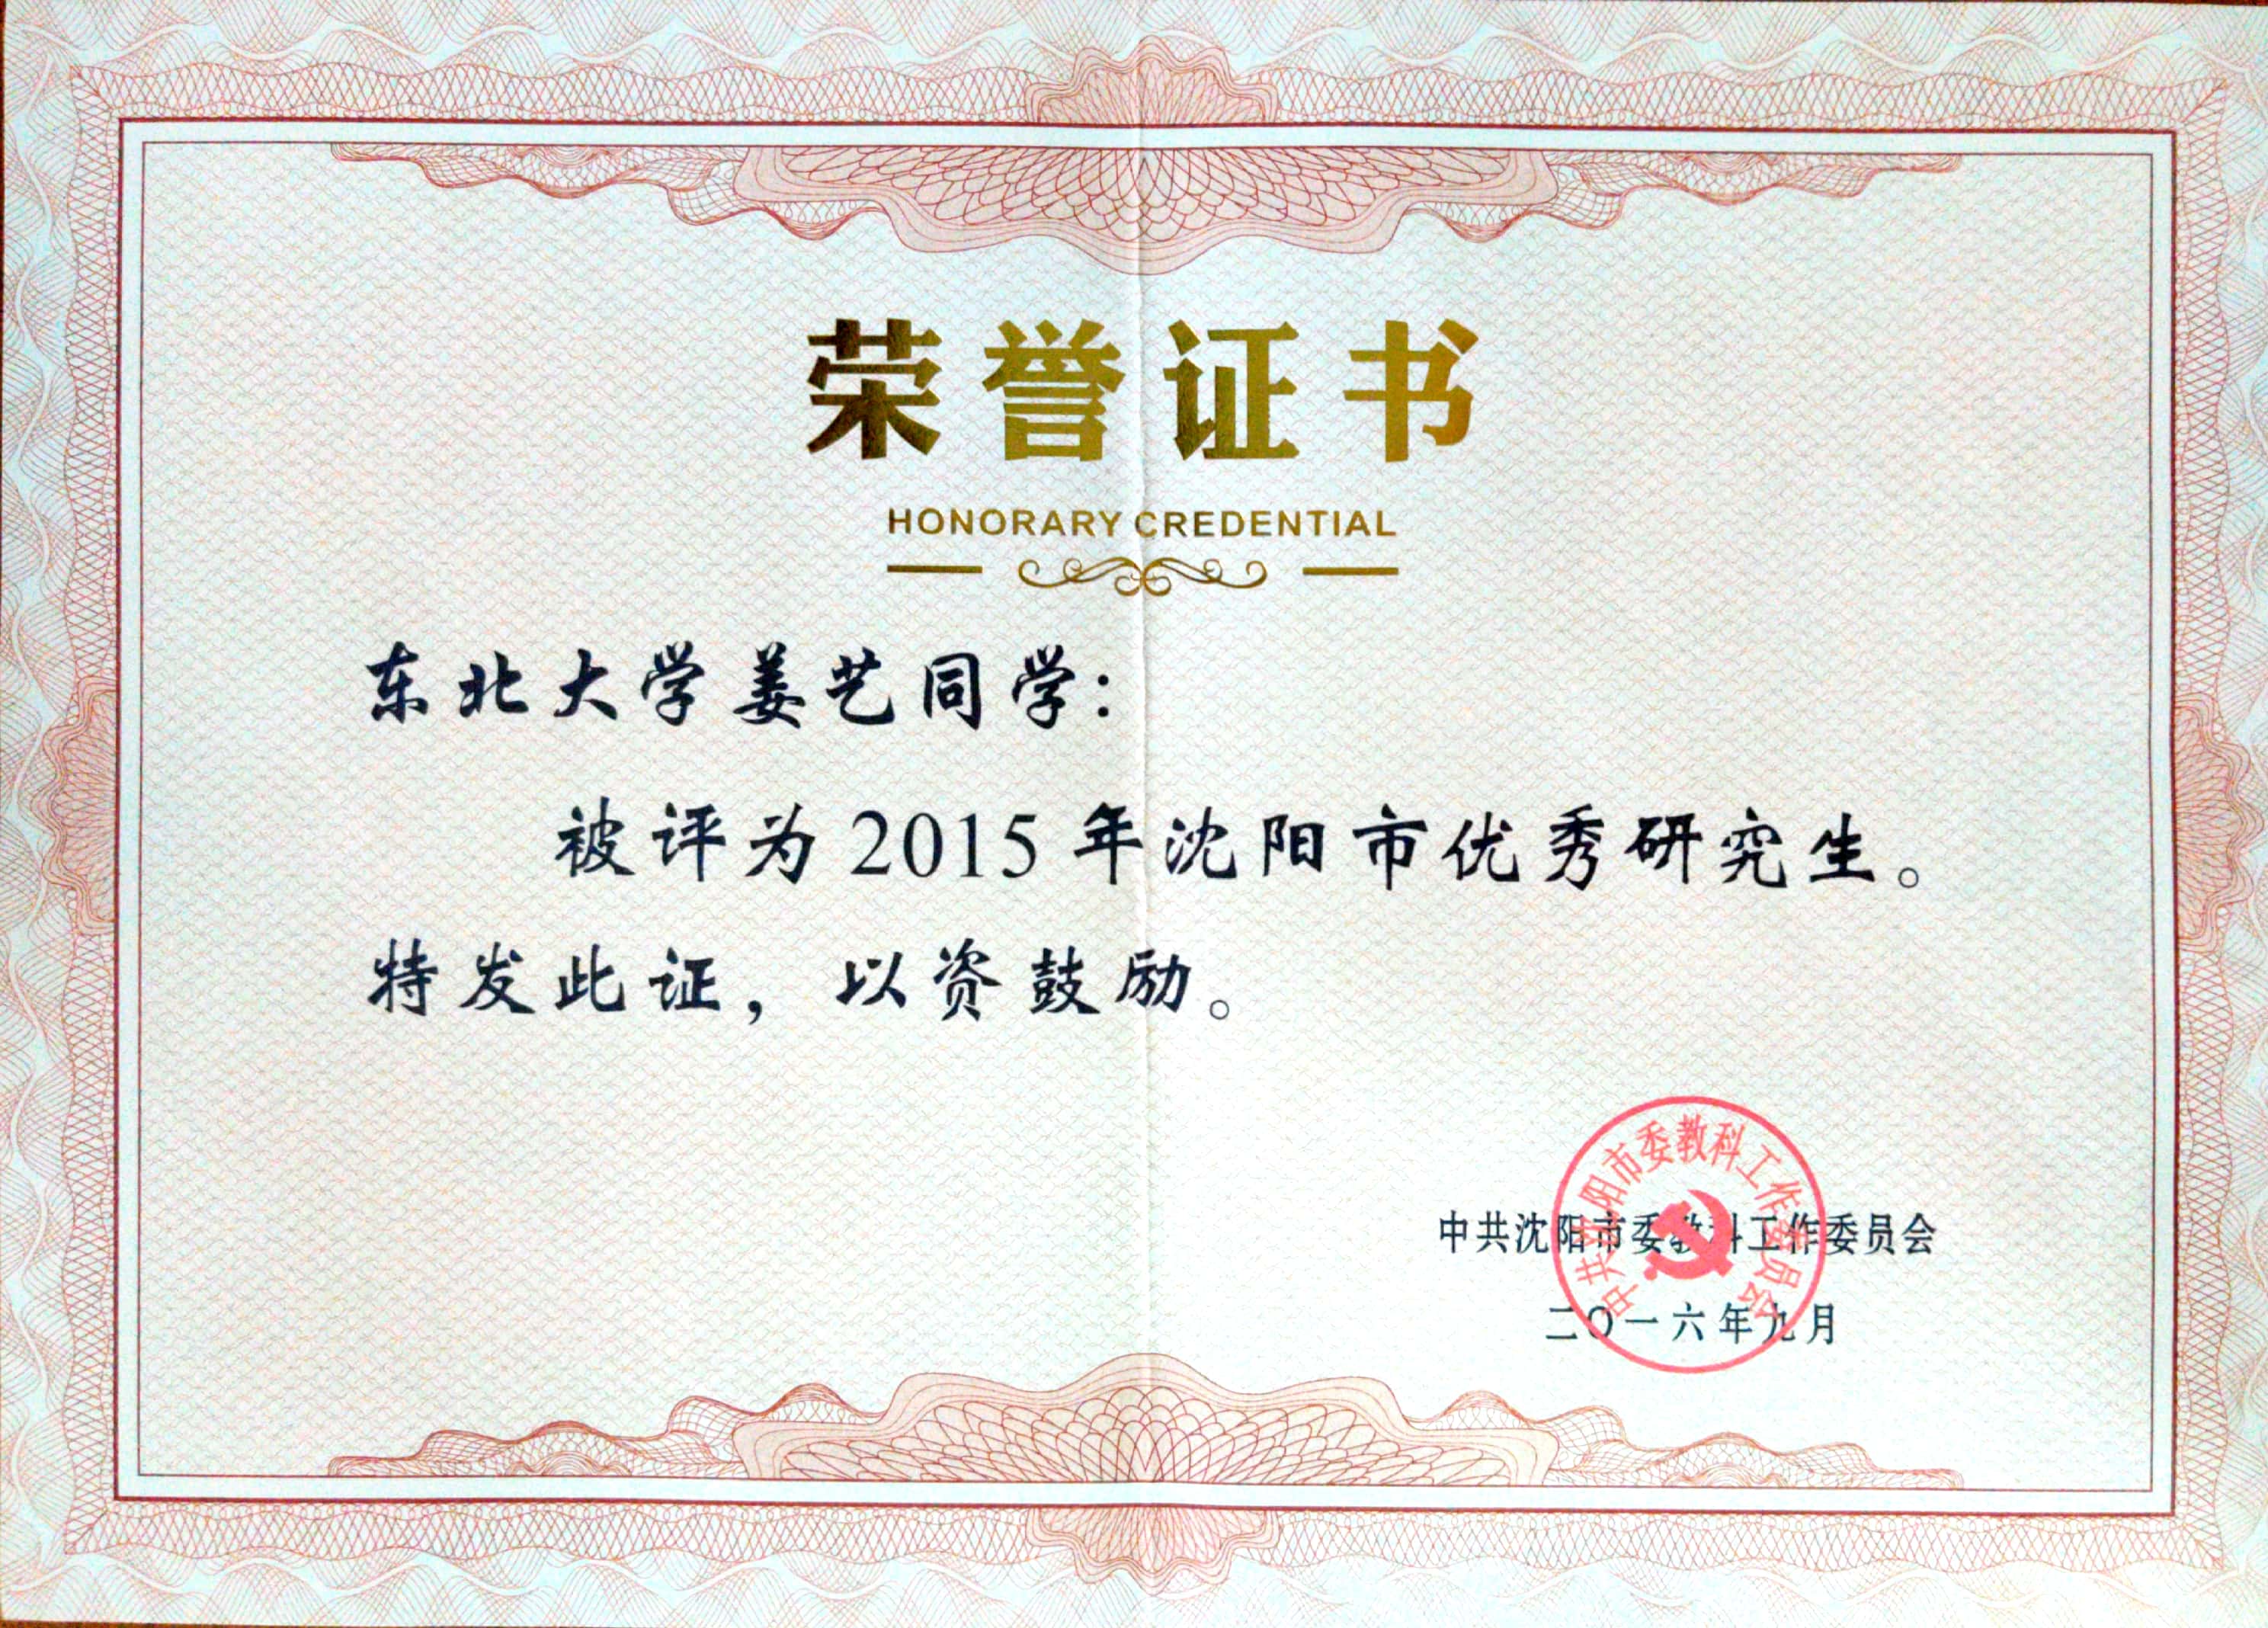 荣誉证书
HONORARY CREDENTIAL
东北大学姜艺同学：
被评为2015年沈阳市优秀研究生。
特发此证，以资鼓励。
中共沈阳市委教科工作委员会
二〇一六年九月
中共沈阳市委教科工作委员会